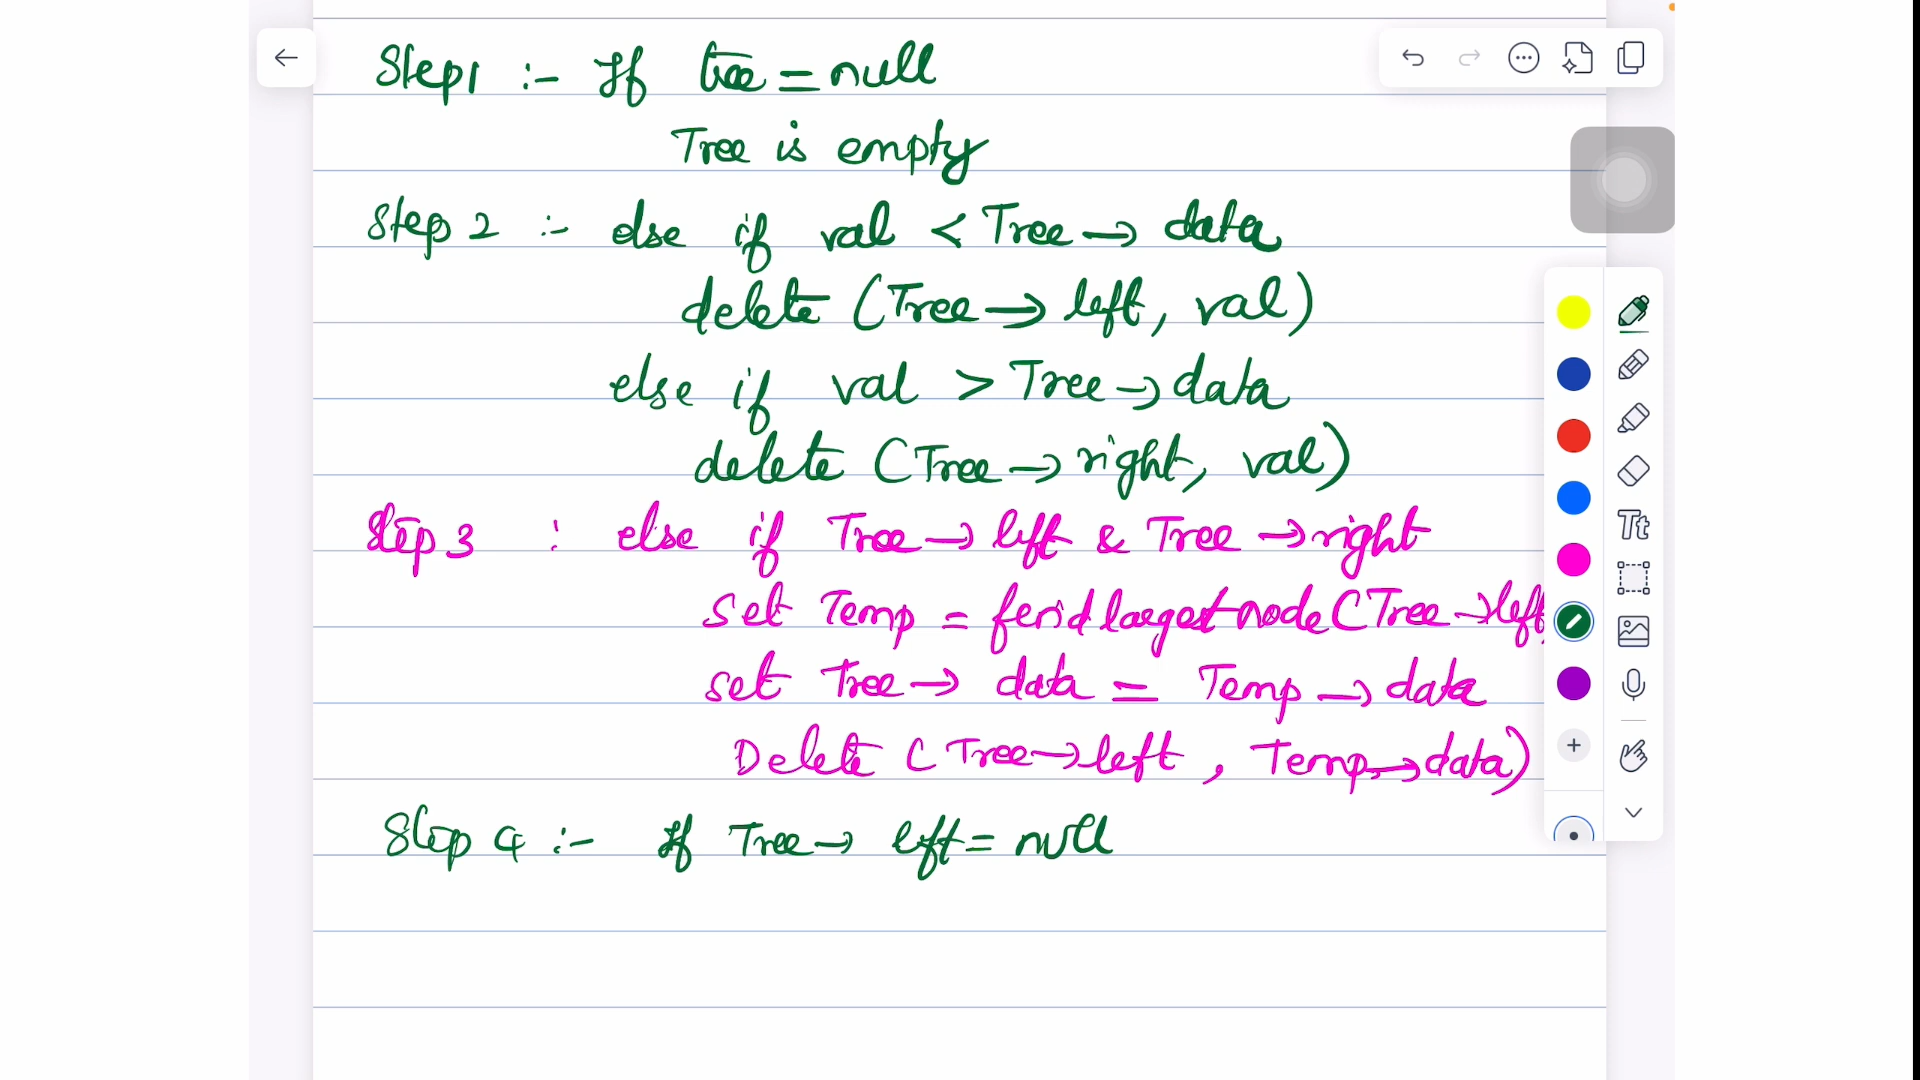 Step1 :- If tree = null
Tree is empty
Step 2 :- else if val < Tree → data
delete (Tree → left, val)
else if val > Tree → data
delete (Tree → right, val)
Step 3 : else if Tree → left & Tree → right
set Temp = find largest node (Tree → left
set Tree → data = Temp → data
Delete (Tree → left , Temp → data)
Step 4 :- If Tree → left = null
Tt